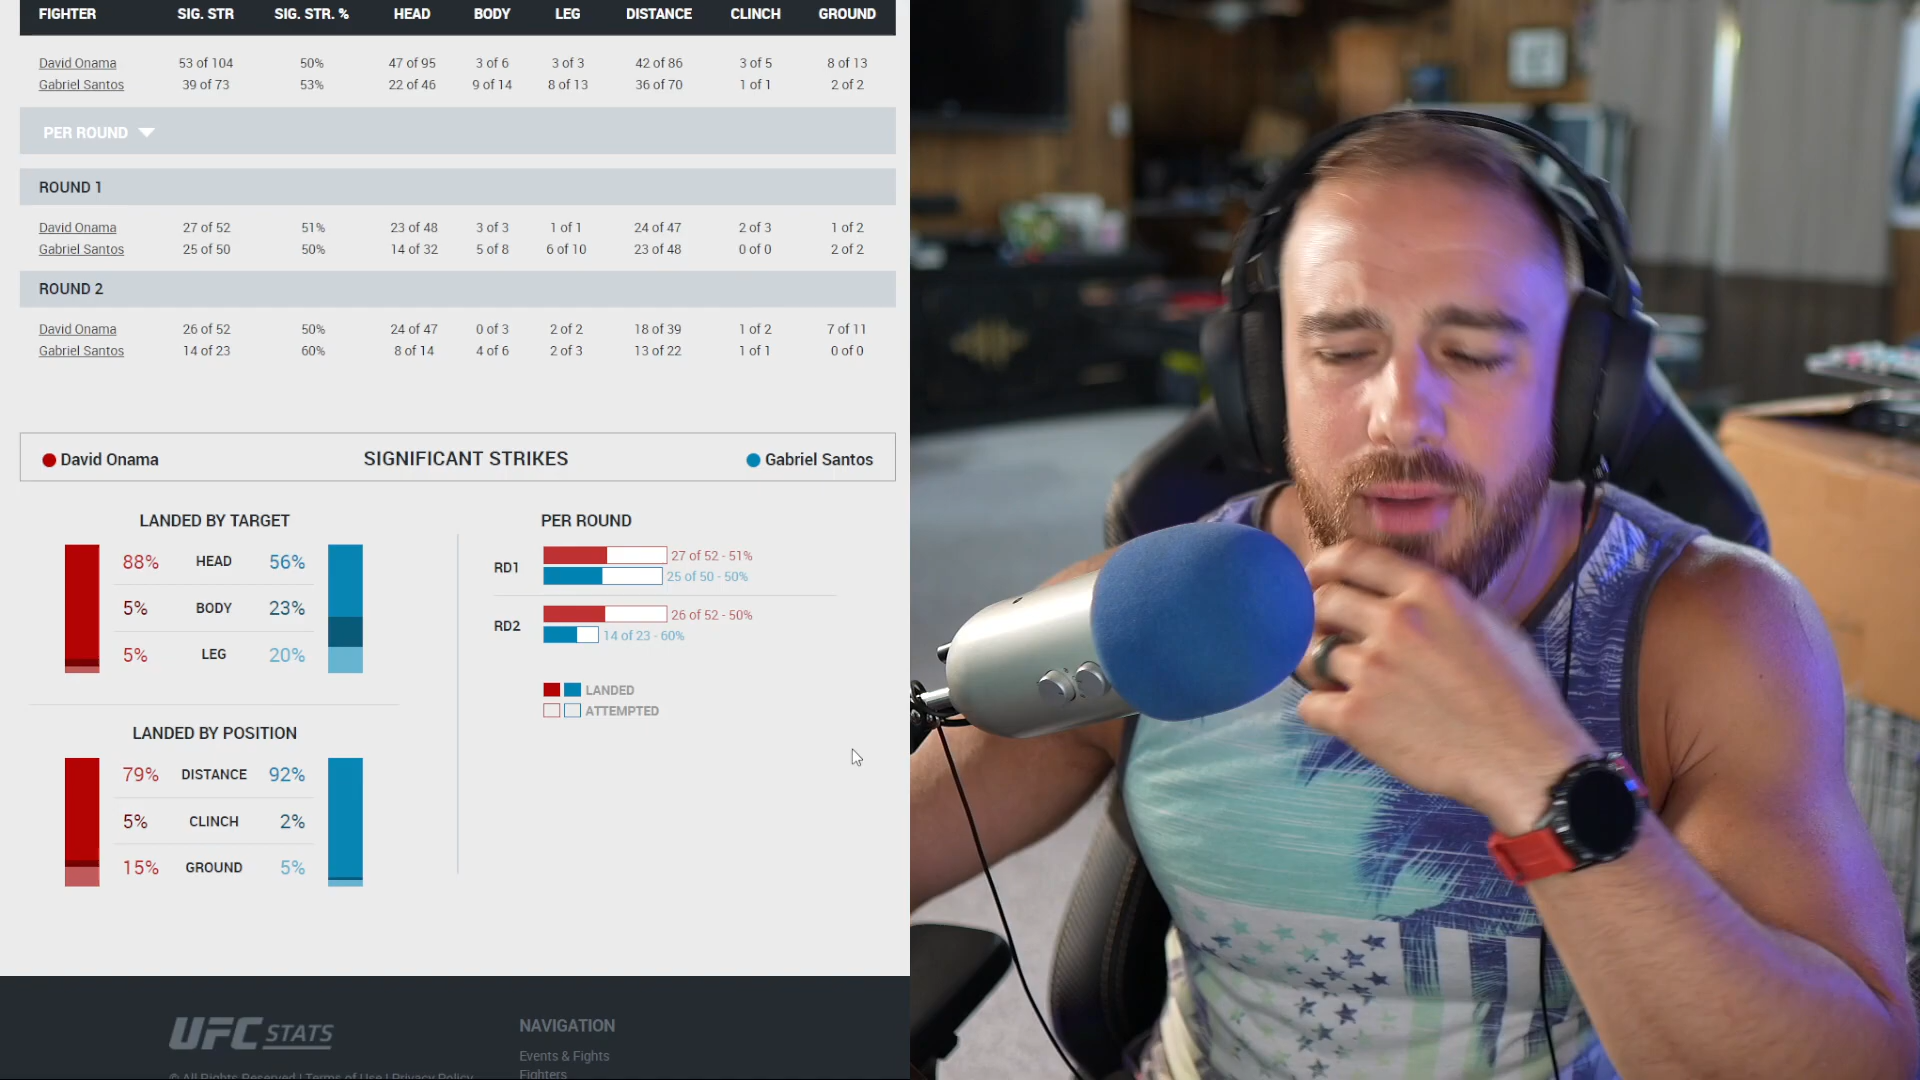 FIGHTER SIG. STR SIG. STR. % HEAD BODY LEG DISTANCE CLINCH GROUND
David Onama 53 of 104 50% 47 of 95 3 of 6 3 of 3 42 of 86 3 of 5 8 of 13
Gabriel Santos 39 of 73 53% 22 of 46 9 of 14 8 of 13 36 of 70 1 of 1 2 of 2
PER ROUND
ROUND 1
David Onama 27 of 52 51% 23 of 48 3 of 3 1 of 1 24 of 47 2 of 3 1 of 2
Gabriel Santos 25 of 50 50% 14 of 32 5 of 8 6 of 10 23 of 48 0 of 0 2 of 2
ROUND 2
David Onama 26 of 52 50% 24 of 47 0 of 3 2 of 2 18 of 39 1 of 2 7 of 11
Gabriel Santos 14 of 23 60% 8 of 14 4 of 6 2 of 3 13 of 22 1 of 1 0 of 0
David Onama SIGNIFICANT STRIKES Gabriel Santos
LANDED BY TARGET
88% HEAD 56%
5% BODY 23%
5% LEG 20%
LANDED BY POSITION
79% DISTANCE 92%
5% CLINCH 2%
15% GROUND 5%
PER ROUND
RD1 27 of 52 - 51%
25 of 50 - 50%
RD2 26 of 52 - 50%
14 of 23 - 60%
LANDED
ATTEMPTED
UFC STATS
© All Rights Reserved | Terms of Use | Privacy Policy
NAVIGATION
Events & Fights
Fighters